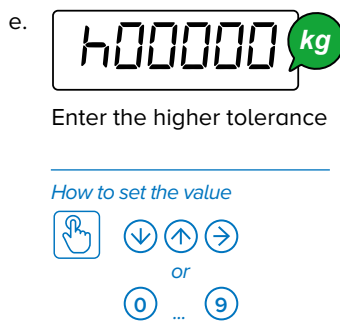 e.
h00000 kg
Enter the higher tolerance
How to set the value
or
0 ... 9